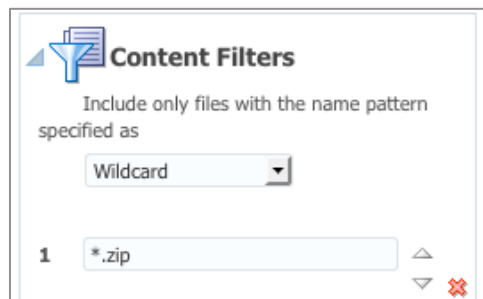 Content Filters
Include only files with the name pattern
specified as
Wildcard
1 *.zip